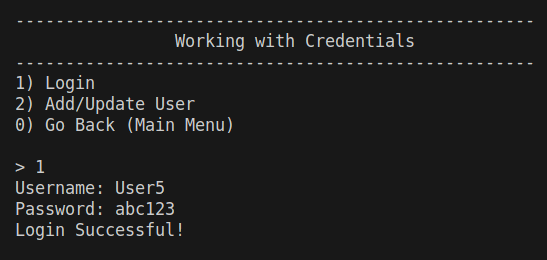 ----------------------------------------------------
Working with Credentials
----------------------------------------------------
1) Login
2) Add/Update User
0) Go Back (Main Menu)
> 1
Username: User5
Password: abc123
Login Successful!